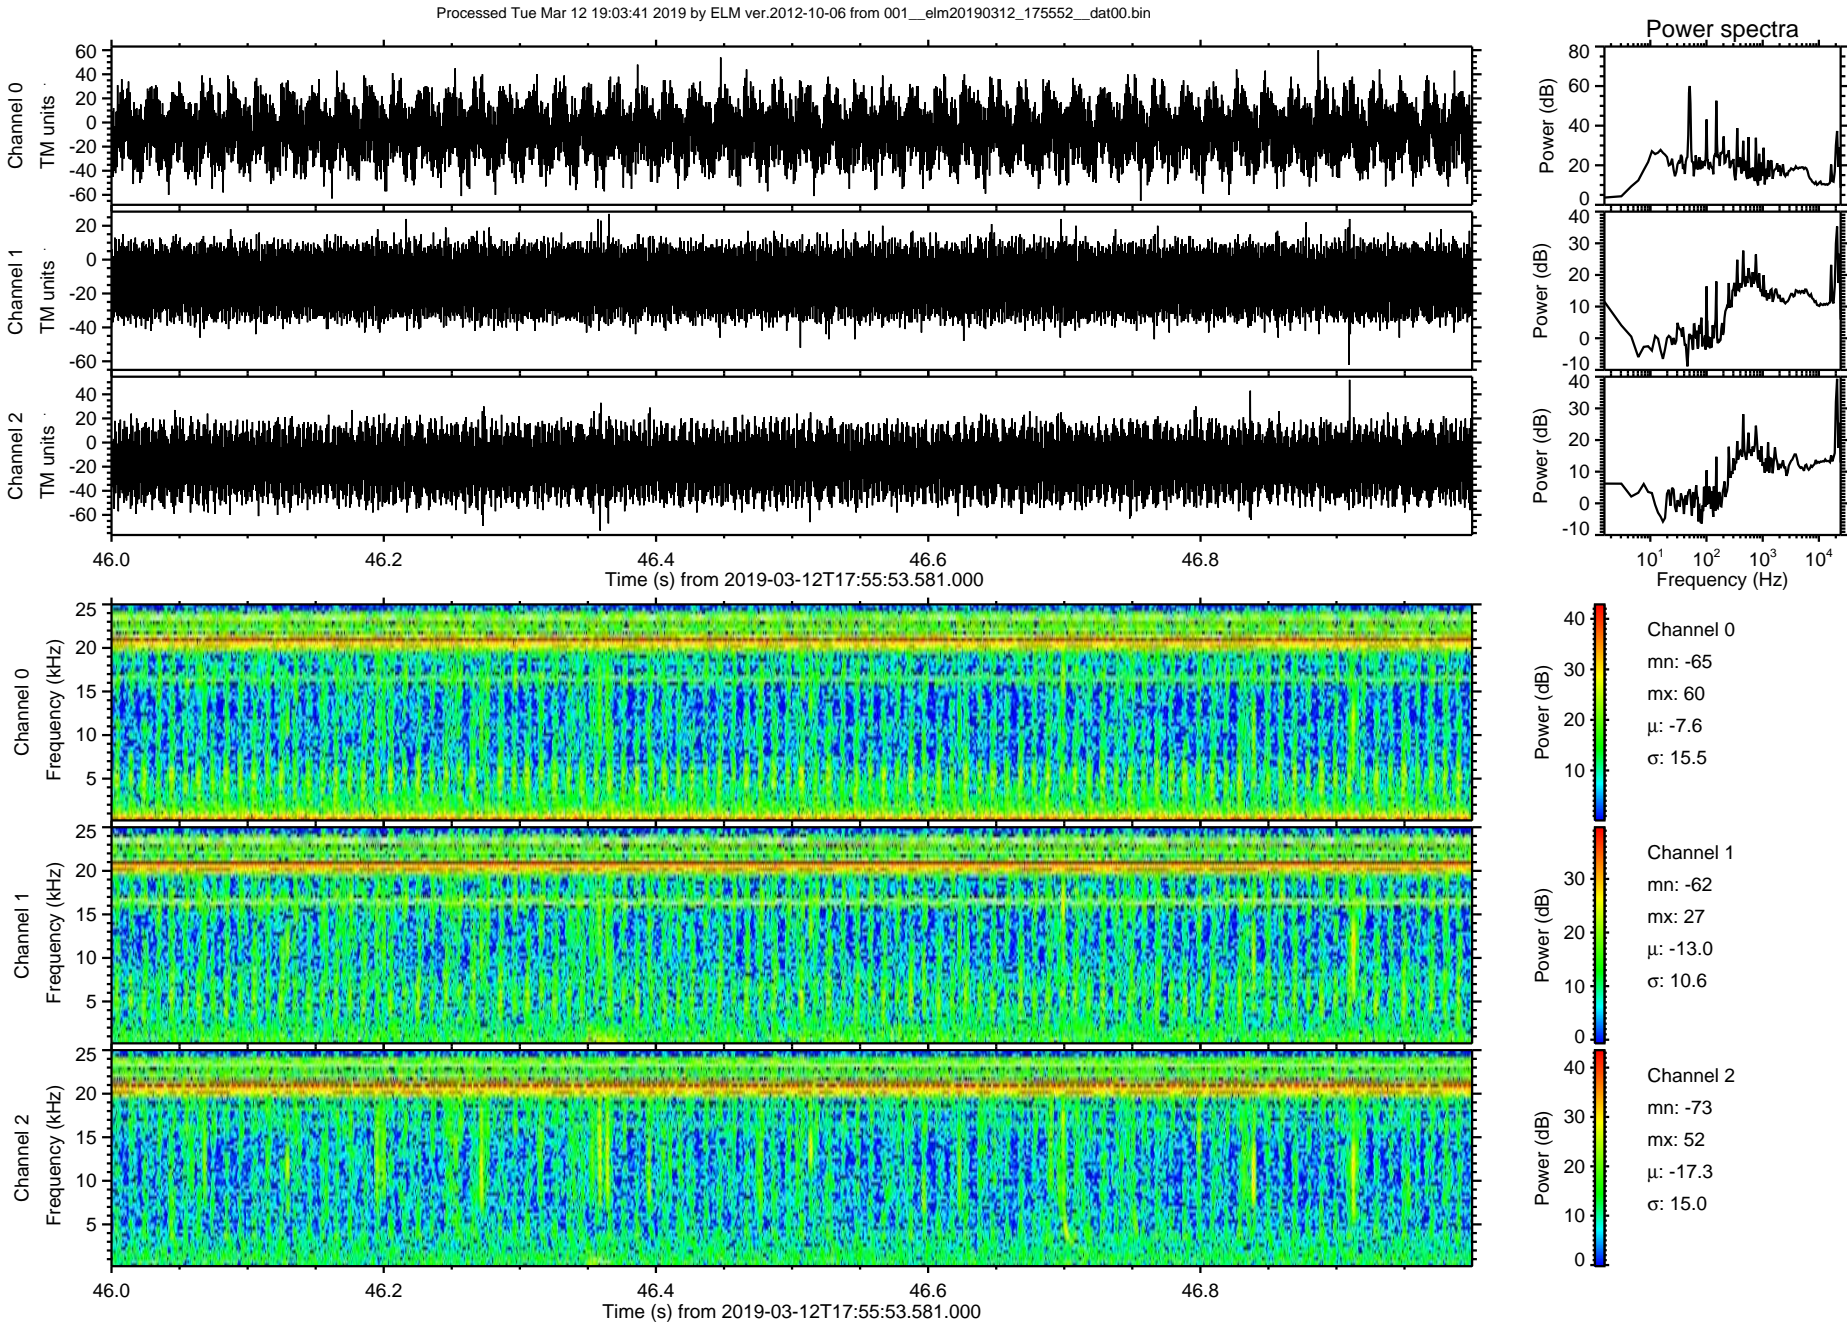 Processed Tue Mar 12 19:03:41 2019 by ELM ver.2012-10-06 from 001__elm20190312_175552__dat00.bin
Power spectra
Channel 0
TM units
60
40
20
0
-20
-40
-60
Power (dB)
80
60
40
20
0
Channel 1
TM units
20
0
-20
-40
-60
Power (dB)
40
30
20
10
0
-10
Channel 2
TM units
40
20
0
-20
-40
-60
Power (dB)
40
30
20
10
0
-10
46.0 46.2 46.4 46.6 46.8
Time (s) from 2019-03-12T17:55:53.581.000
10¹ 10² 10³ 10⁴
Frequency (Hz)
Channel 0
Frequency (kHz)
25
20
15
10
5
Power (dB)
40
30
20
10
Channel 0
mn: -65
mx: 60
μ: -7.6
σ: 15.5
Channel 1
Frequency (kHz)
25
20
15
10
5
Power (dB)
30
20
10
0
Channel 1
mn: -62
mx: 27
μ: -13.0
σ: 10.6
Channel 2
Frequency (kHz)
25
20
15
10
5
Power (dB)
40
30
20
10
0
Channel 2
mn: -73
mx: 52
μ: -17.3
σ: 15.0
46.0 46.2 46.4 46.6 46.8
Time (s) from 2019-03-12T17:55:53.581.000